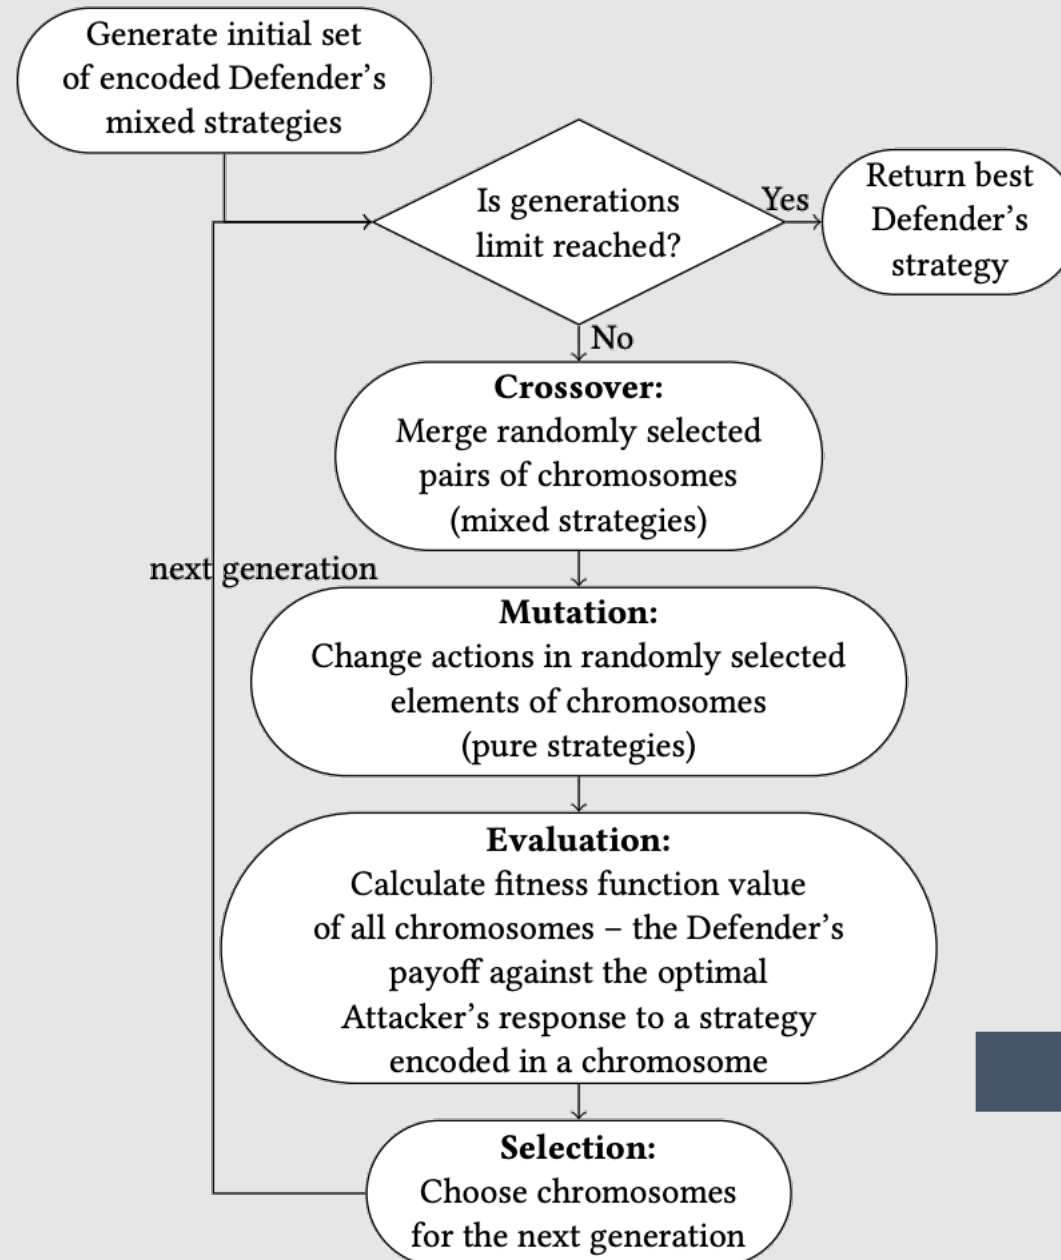 Generate initial set
of encoded Defender's
mixed strategies
Is generations
limit reached?
Yes
Return best
Defender's
strategy
No
Crossover:
Merge randomly selected
pairs of chromosomes
(mixed strategies)
next generation
Mutation:
Change actions in randomly selected
elements of chromosomes
(pure strategies)
Evaluation:
Calculate fitness function value
of all chromosomes – the Defender's
payoff against the optimal
Attacker's response to a strategy
encoded in a chromosome
Selection:
Choose chromosomes
for the next generation